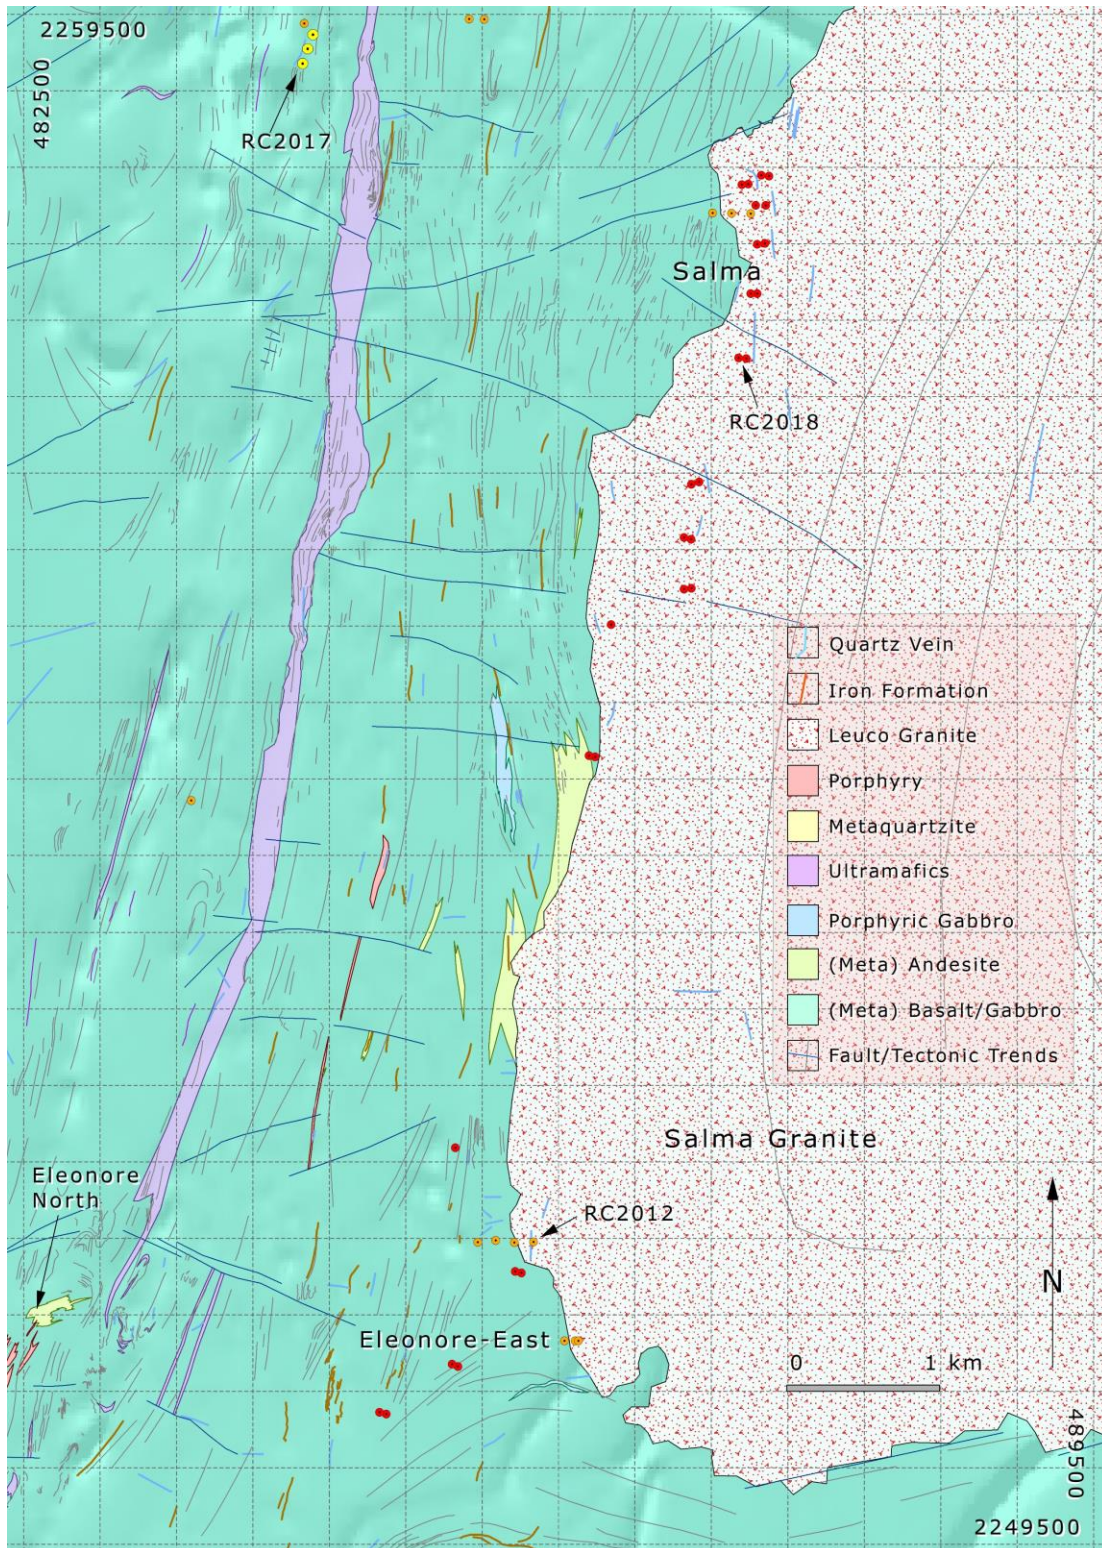 2259500
482500
RC2017
Salma
RC2018
Quartz Vein
Iron Formation
Leuco Granite
Porphyry
Metaquartzite
Ultramafics
Porphyric Gabbro
(Meta) Andesite
(Meta) Basalt/Gabbro
Fault/Tectonic Trends
Salma Granite
Eleonore
North
RC2012
N
Eleonore-East
0 1 km
489500
2249500